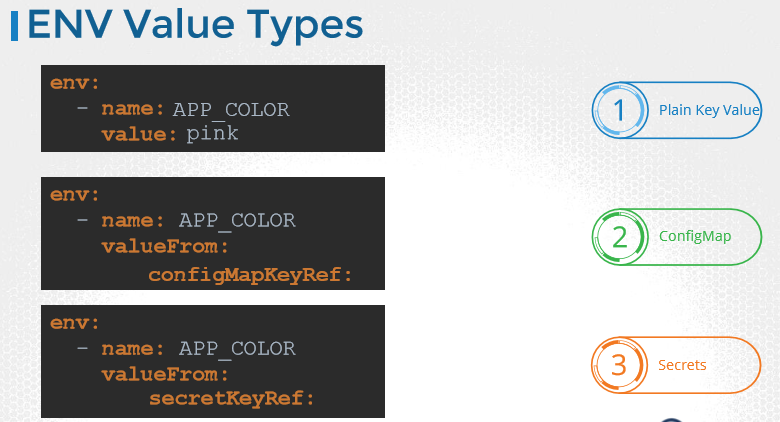 ENV Value Types
env:
- name: APP_COLOR
value: pink
1 Plain Key Value
env:
- name: APP_COLOR
valueFrom:
configMapKeyRef:
2 ConfigMap
env:
- name: APP_COLOR
valueFrom:
secretKeyRef:
3 Secrets